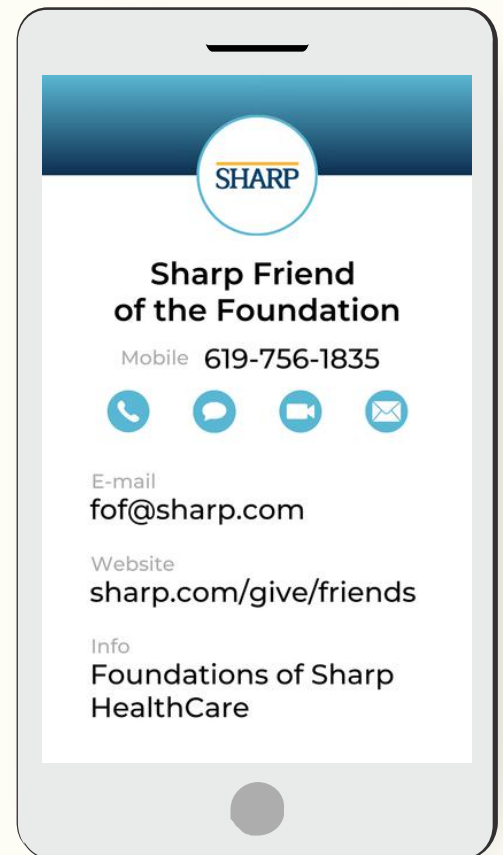 SHARP
Sharp Friend
of the Foundation
Mobile 619-756-1835
E-mail
fof@sharp.com
Website
sharp.com/give/friends
Info
Foundations of Sharp
HealthCare